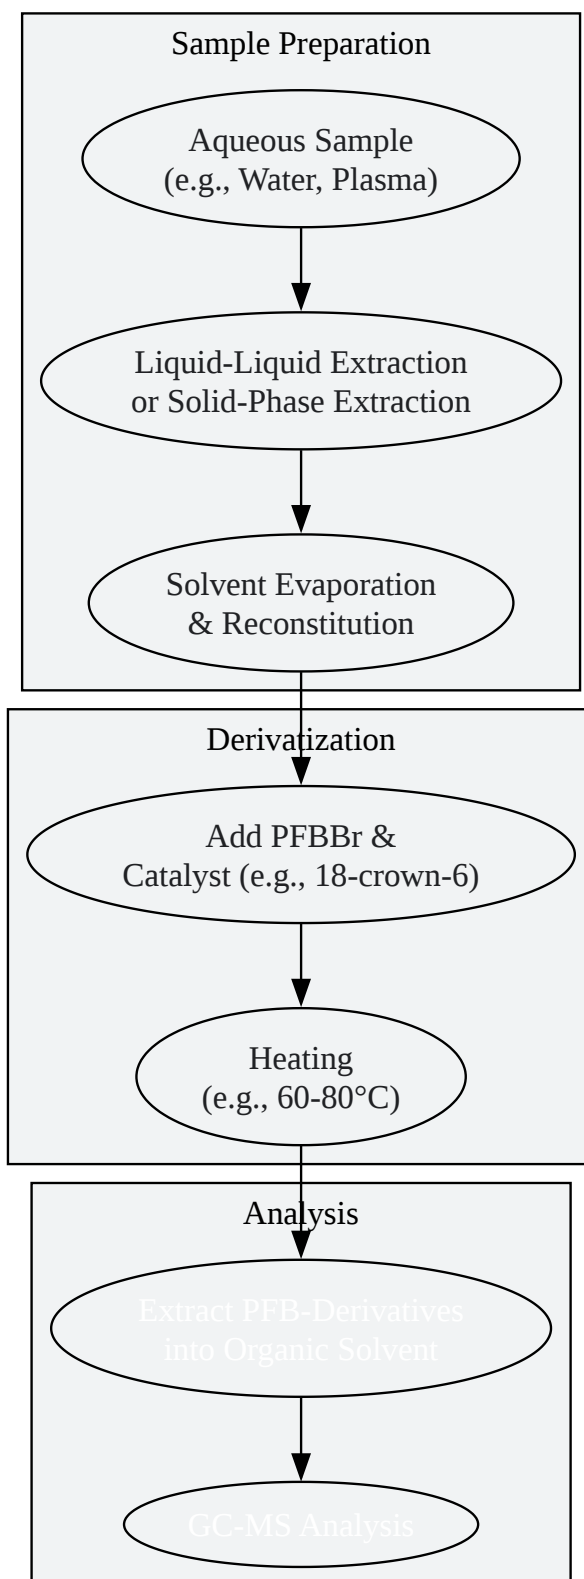 Sample Preparation
Aqueous Sample
(e.g., Water, Plasma)
Liquid-Liquid Extraction
or Solid-Phase Extraction
Solvent Evaporation
& Reconstitution
Derivatization
Add PFBBr &
Catalyst (e.g., 18-crown-6)
Heating
(e.g., 60-80°C)
Analysis
Extract PFB-Derivatives
into Organic Solvent
GC-MS Analysis